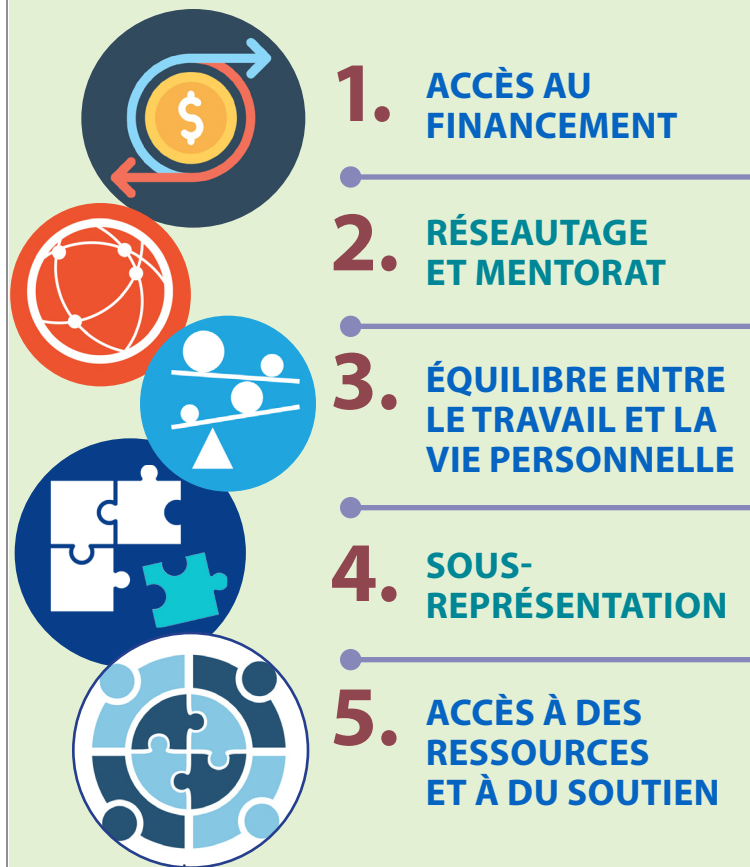 $
1. ACCÈS AU
FINANCEMENT
2. RÉSEAUTAGE
ET MENTORAT
3. ÉQUILIBRE ENTRE
LE TRAVAIL ET LA
VIE PERSONNELLE
4. SOUS-
REPRÉSENTATION
5. ACCÈS À DES
RESSOURCES
ET À DU SOUTIEN